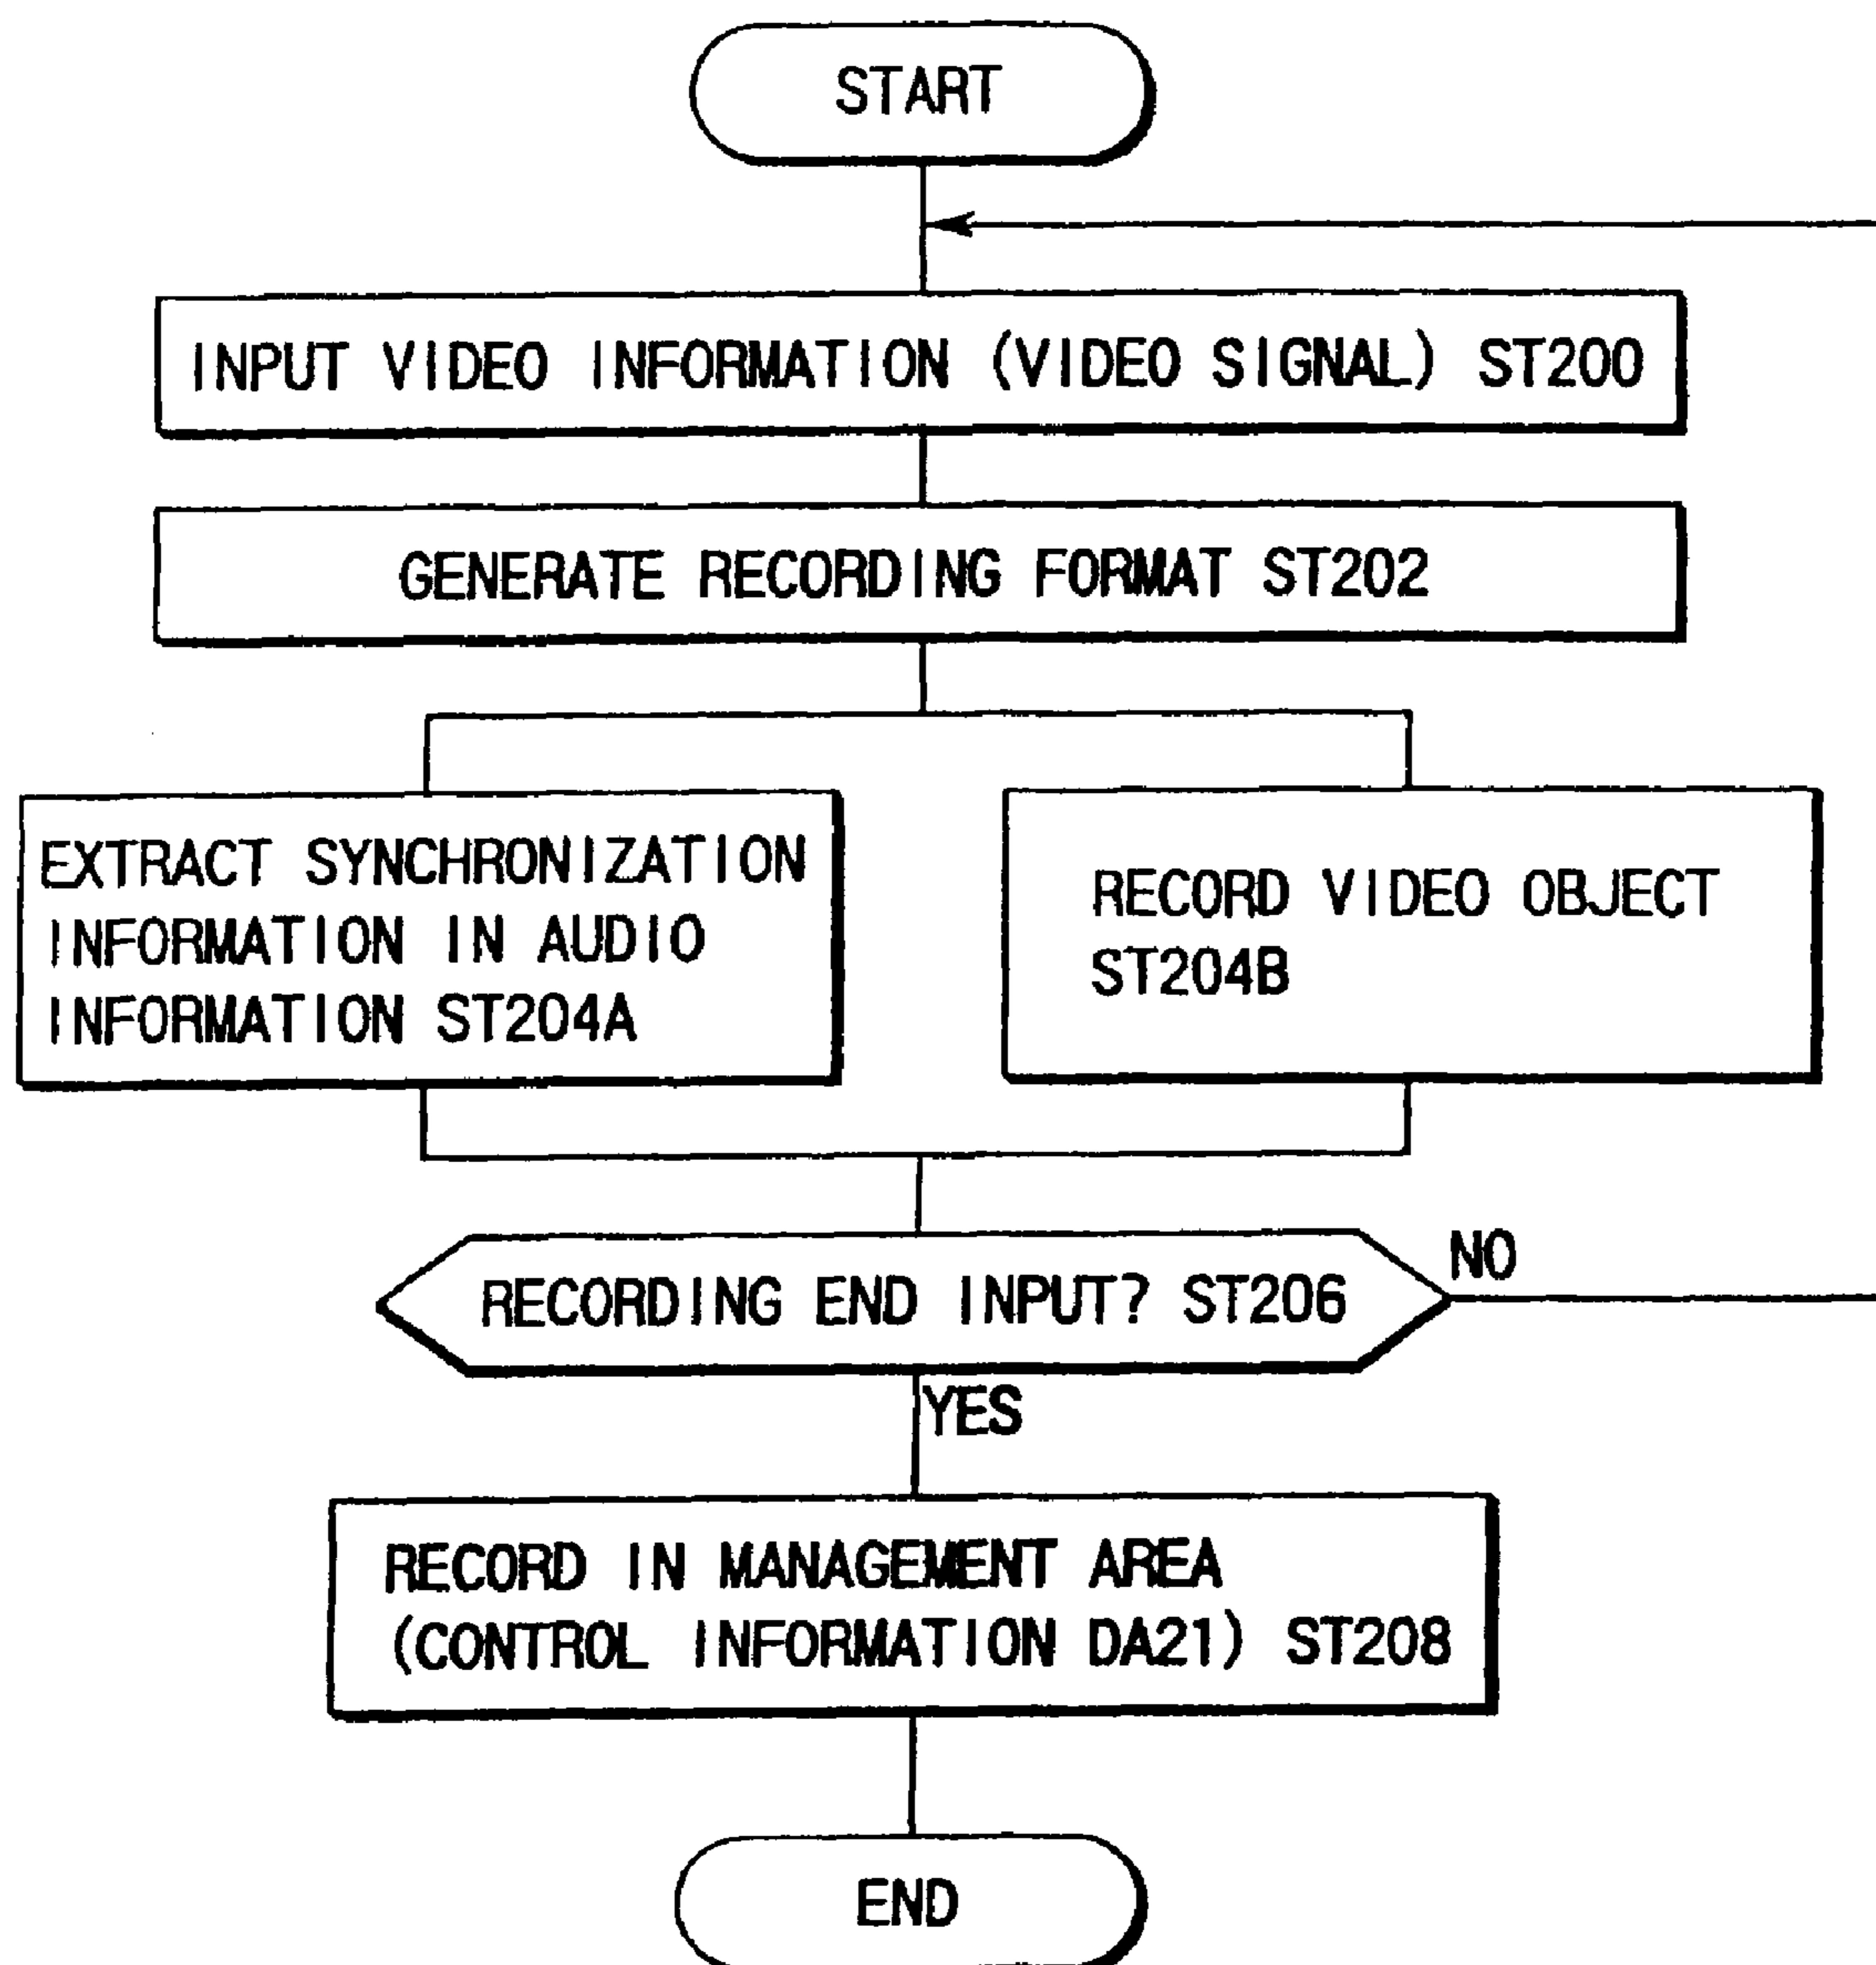 START
INPUT VIDEO INFORMATION (VIDEO SIGNAL) ST200
GENERATE RECORDING FORMAT ST202
EXTRACT SYNCHRONIZATION
INFORMATION IN AUDIO
INFORMATION ST204A
RECORD VIDEO OBJECT
ST204B
RECORDING END INPUT? ST206
NO
YES
RECORD IN MANAGEMENT AREA
(CONTROL INFORMATION DA21) ST208
END